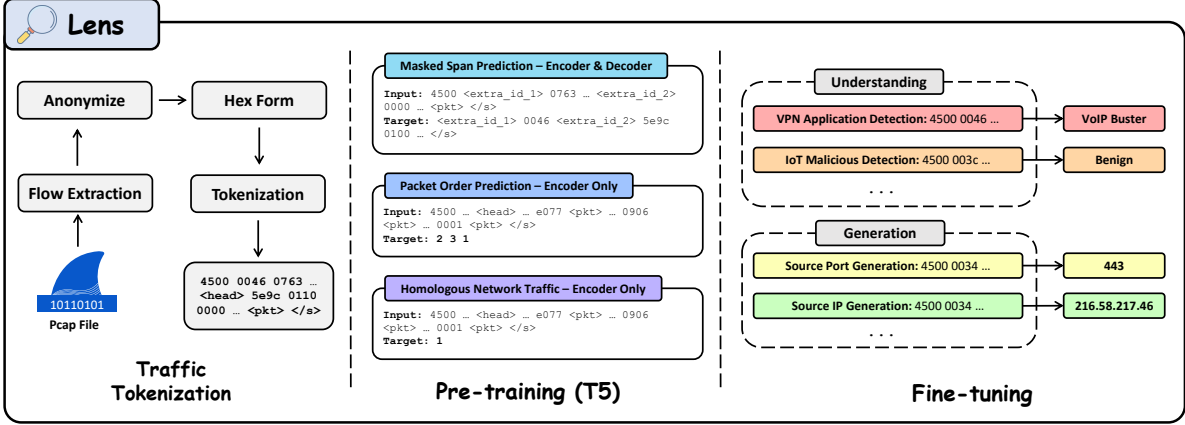 Lens
Anonymize
Hex Form
Flow Extraction
Tokenization
10110101
Pcap File
4500 0046 0763 …
<head> 5e9c 0110
0000 … <pkt> </s>
Traffic
Tokenization
Masked Span Prediction – Encoder & Decoder
Input: 4500 <extra_id_1> 0763 … <extra_id_2>
0000 … <pkt> </s>
Target: <extra_id_1> 0046 <extra_id_2> 5e9c
0100 … </s>
Packet Order Prediction – Encoder Only
Input: 4500 … <head> … e077 <pkt> … 0906
<pkt> … 0001 <pkt> </s>
Target: 2 3 1
Homologous Network Traffic – Encoder Only
Input: 4500 … <head> … e077 <pkt> … 0906
<pkt> … 0001 <pkt> </s>
Target: 1
Pre-training (T5)
Understanding
VPN Application Detection: 4500 0046 …
VoIP Buster
IoT Malicious Detection: 4500 003c …
Benign
. . .
Generation
Source Port Generation: 4500 0034 …
443
Source IP Generation: 4500 0034 …
216.58.217.46
. . .
Fine-tuning